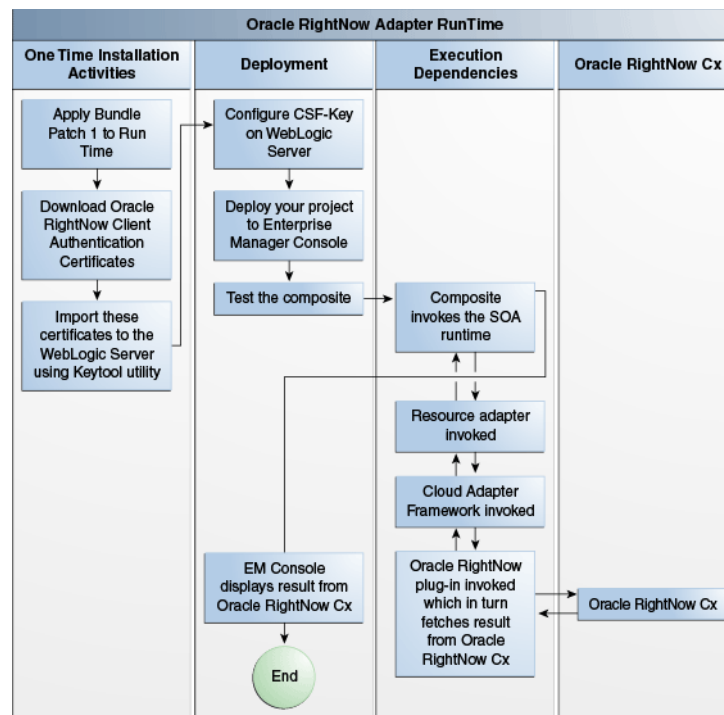 Oracle RightNow Adapter RunTime
One Time Installation
Activities
Deployment
Execution
Dependencies
Oracle RightNow Cx
Apply Bundle
Patch 1 to Run
Time
Download Oracle
RightNow Client
Authentication
Certificates
Import these
certificates to the
WebLogic Server
using Keytool utility
Configure CSF-Key
on WebLogic
Server
Deploy your project
to Enterprise
Manager Console
Test the composite
Composite
invokes the SOA
runtime
Resource adapter
invoked
Cloud Adapter
Framework invoked
Oracle RightNow
plug-in invoked
which in turn
fetches result
from Oracle
RightNow Cx
Oracle RightNow Cx
EM Console
displays result from
Oracle RightNow Cx
End